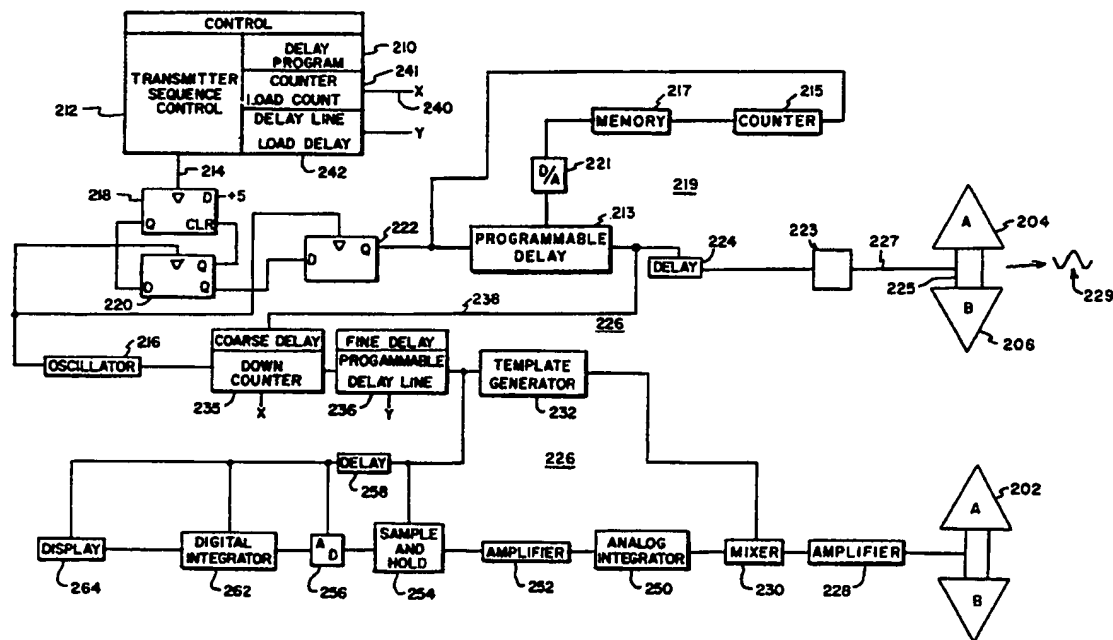 CONTROL
TRANSMITTER
SEQUENCE
CONTROL
DELAY
PROGRAM
COUNTER
LOAD COUNT
DELAY LINE
LOAD DELAY
210
241
X
240
Y
212
242
214
218
D
+5
Q
CLR
D
Q
Q
220
D
Q
222
217
MEMORY
215
COUNTER
D/A
221
219
213
PROGRAMMABLE
DELAY
224
DELAY
223
227
225
A
204
B
206
229
238
226
216
OSCILLATOR
COARSE DELAY
DOWN
COUNTER
235
X
FINE DELAY
PROGAMMABLE
DELAY LINE
236
Y
TEMPLATE
GENERATOR
232
226
DELAY
258
DISPLAY
264
DIGITAL
INTEGRATOR
262
A
D
256
SAMPLE
AND
HOLD
254
AMPLIFIER
252
ANALOG
INTEGRATOR
250
MIXER
230
AMPLIFIER
228
A
202
B